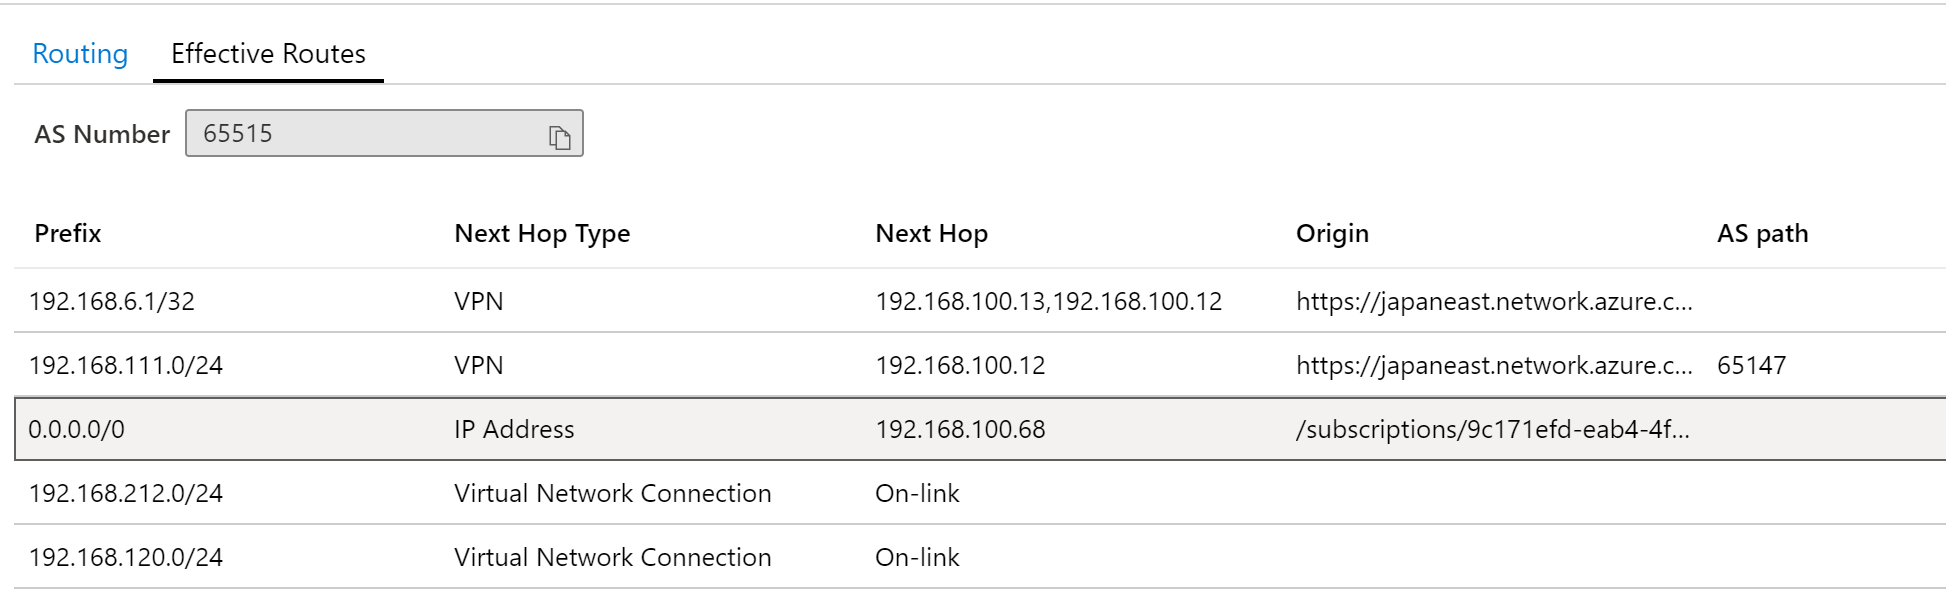 Routing Effective Routes
AS Number 65515
Prefix Next Hop Type Next Hop Origin AS path
192.168.6.1/32 VPN 192.168.100.13,192.168.100.12 https://japaneast.network.azure.c...
192.168.111.0/24 VPN 192.168.100.12 https://japaneast.network.azure.c... 65147
0.0.0.0/0 IP Address 192.168.100.68 /subscriptions/9c171efd-eab4-4f...
192.168.212.0/24 Virtual Network Connection On-link
192.168.120.0/24 Virtual Network Connection On-link